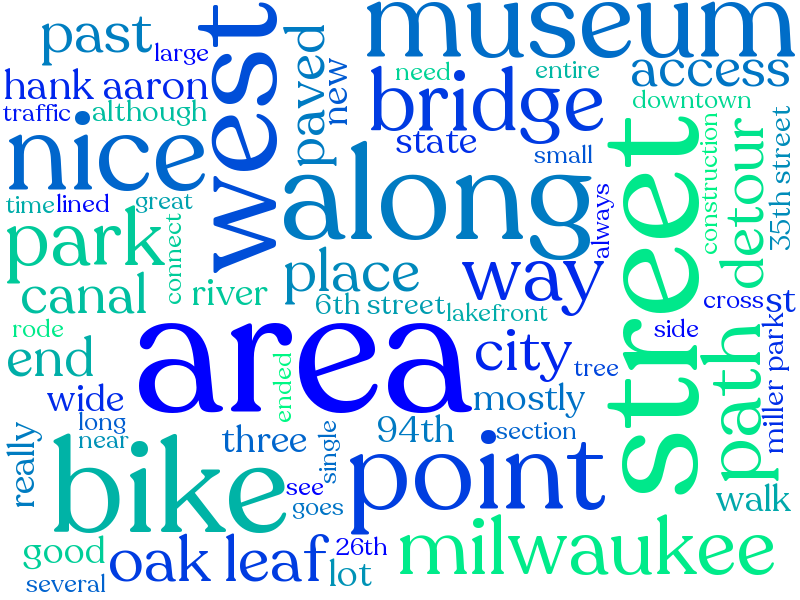 past
large
west
paved
new
museum
need
entire
access
hank aaron
traffic
although
bridge
downtown
state
small
nice
along
always
street
construction
detour
35th street
time
lined
great
park
connect
place
way
canal
river
6th street
lakefront
cross
st
rode
area
ended
city
tree
side
path
miller park
end
wide
mostly
long
near
really
three
single
94th
section
bike
see
goes
point
walk
good
oak leaf
26th
lot
milwaukee
several